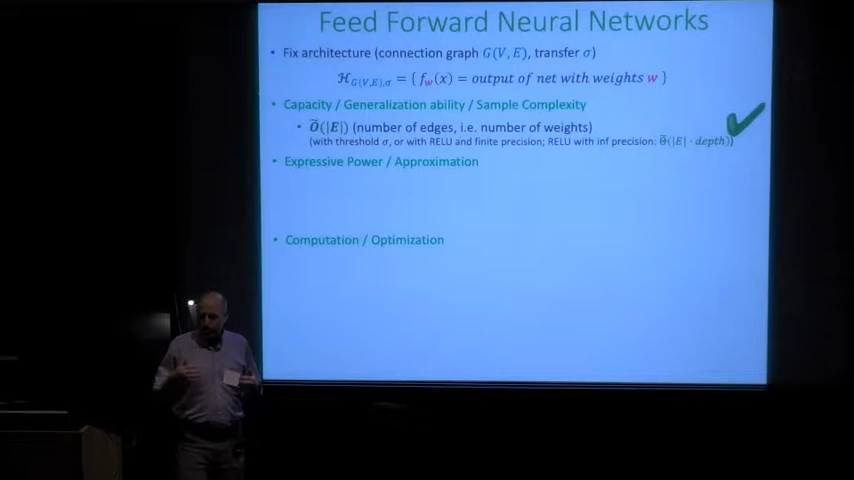 Feed Forward Neural Networks
• Fix architecture (connection graph G(V, E), transfer σ)
ℋ_G(V,E),σ = { f_w(x) = output of net with weights w }
• Capacity / Generalization ability / Sample Complexity
• Õ(|E|) (number of edges, i.e. number of weights)
(with threshold σ, or with RELU and finite precision; RELU with inf precision: Θ̃(|E| · depth))
• Expressive Power / Approximation
• Computation / Optimization